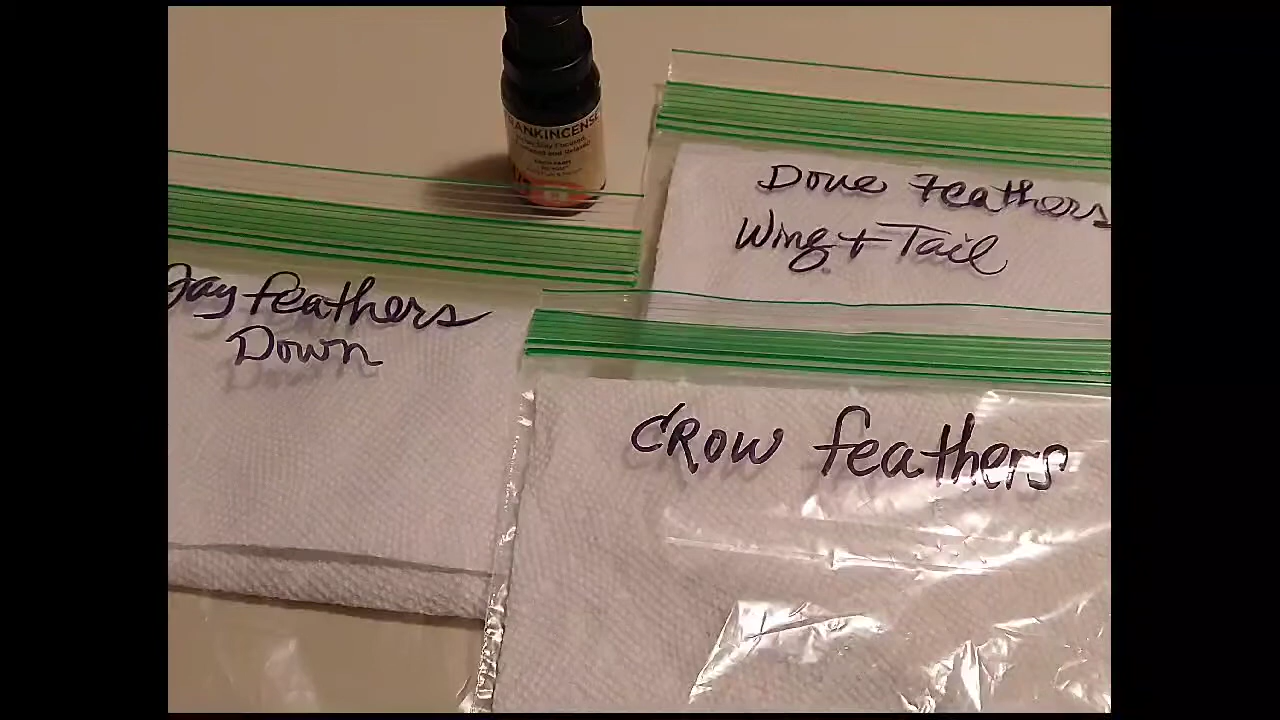 FRANKINCENSE
Dove Feathers
Wing + Tail
Jay feathers
Down
CROW feathers